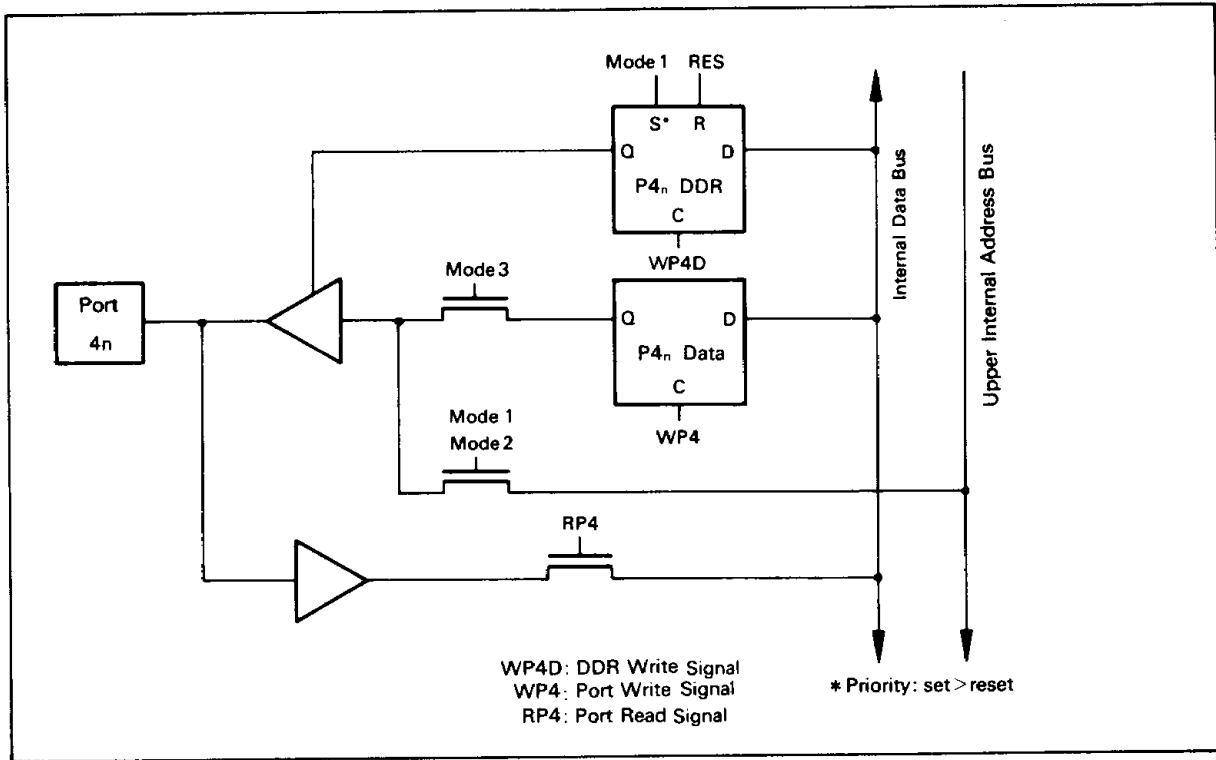 Mode 1 RES
S* R
Q D
P4n DDR
C
WP4D
Internal Data Bus
Upper Internal Address Bus
Mode 3
Port
4n
Q D
P4n Data
C
WP4
Mode 1
Mode 2
RP4
WP4D: DDR Write Signal
WP4: Port Write Signal
RP4: Port Read Signal
* Priority: set > reset